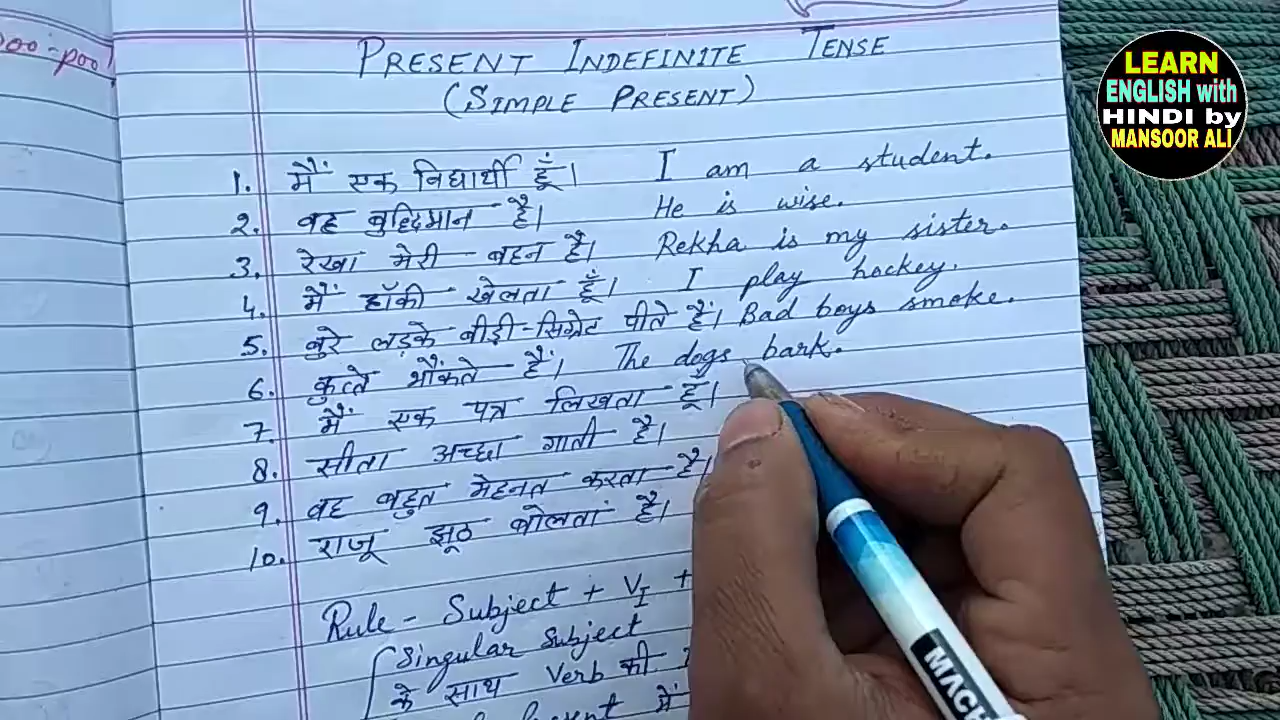 poo-pool
PRESENT INDEFINITE TENSE
(SIMPLE PRESENT)
1. मैं एक विद्यार्थी हूँ। I am a student.
2. वह बुद्धिमान है। He is wise.
3. रेखा मेरी बहन है। Rekha is my sister.
4. मैं हॉकी खेलता हूँ। I play hockey.
5. बुरे लड़के बीड़ी-सिग्रेट पीते हैं। Bad boys smoke.
6. कुत्ते भौंकते हैं। The dogs bark.
7. मैं एक पत्र लिखता हूँ।
8. सीता अच्छा गाती है।
9. वह बहुत मेहनत करता है।
10. राजू झूठ बोलता है।
Rule - Subject + V I +
Singular Subject
के साथ Verb की
में
LEARN
ENGLISH with
HINDI by
MANSOOR ALI
MACH